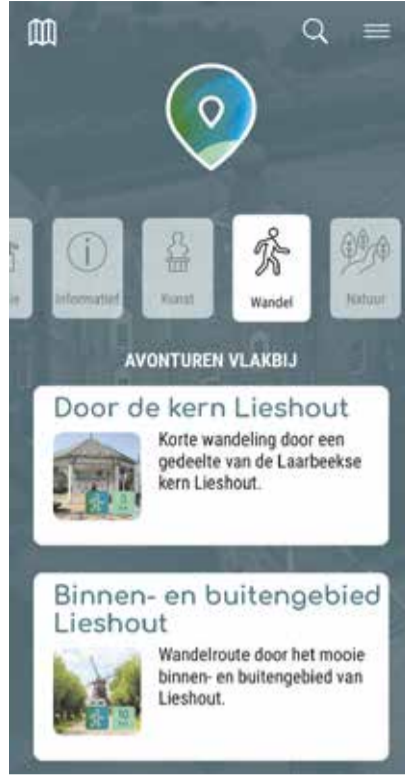 Informatief
Kunst
Wandel
Natuur
AVONTUREN VLAKBIJ
Door de kern Lieshout
Korte wandeling door een
gedeelte van de Laarbeekse
kern Lieshout.
Binnen- en buitengebied
Lieshout
Wandelroute door het mooie
binnen- en buitengebied van
Lieshout.
10